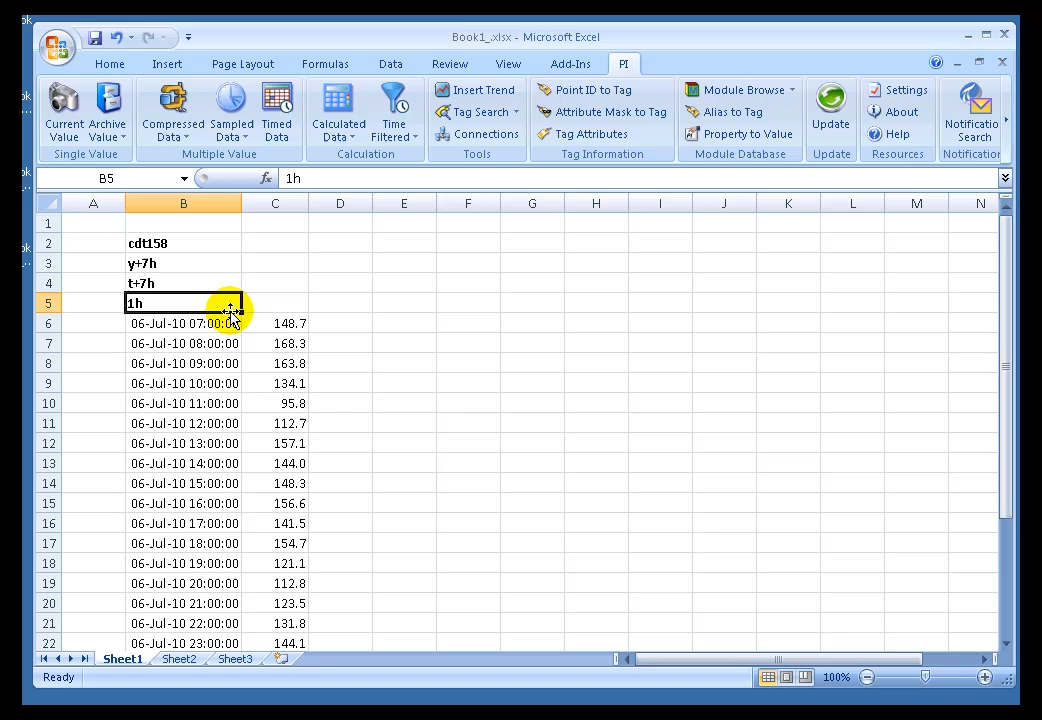 Book1_.xlsx - Microsoft Excel
Home Insert Page Layout Formulas Data Review View Add-Ins PI
Current Value
Archive Value
Compressed Data
Sampled Data
Timed Data
Calculated Data
Time Filtered
Insert Trend
Tag Search
Connections
Point ID to Tag
Attribute Mask to Tag
Tag Attributes
Module Browse
Alias to Tag
Property to Value
Update
Settings
About
Help
Notificatio
Search
Single Value Multiple Value Calculation Tools Tag Information Module Database Update Resources Notification
B5 fx 1h
A B C D E F G H I J K L M N
1
2 cdt158
3 y+7h
4 t+7h
5 1h
6 06-Jul-10 07:00:00 148.7
7 06-Jul-10 08:00:00 168.3
8 06-Jul-10 09:00:00 163.8
9 06-Jul-10 10:00:00 134.1
10 06-Jul-10 11:00:00 95.8
11 06-Jul-10 12:00:00 112.7
12 06-Jul-10 13:00:00 157.1
13 06-Jul-10 14:00:00 144.0
14 06-Jul-10 15:00:00 148.3
15 06-Jul-10 16:00:00 156.6
16 06-Jul-10 17:00:00 141.5
17 06-Jul-10 18:00:00 154.7
18 06-Jul-10 19:00:00 121.1
19 06-Jul-10 20:00:00 112.8
20 06-Jul-10 21:00:00 123.5
21 06-Jul-10 22:00:00 131.8
22 06-Jul-10 23:00:00 144.1
Sheet1 Sheet2 Sheet3
Ready 100%